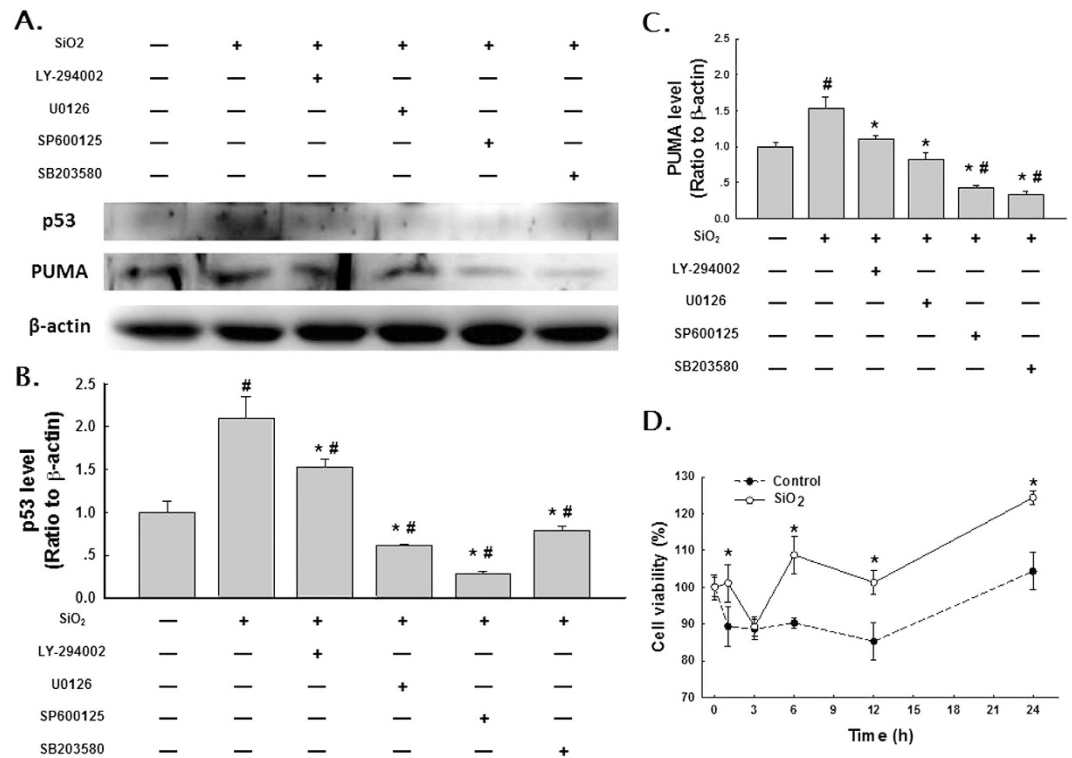 A.
SiO2 — + + + + +
LY-294002 — — + — — —
U0126 — — — + — —
SP600125 — — — — + —
SB203580 — — — — — +
p53
PUMA
β-actin
B.
p53 level
(Ratio to β-actin)
2.5
2.0
1.5
1.0
.5
0.0
#
* #
* #
* #
* #
SiO₂ — + + + + +
LY-294002 — — + — — —
U0126 — — — + — —
SP600125 — — — — + —
SB203580 — — — — — +
C.
PUMA level
(Ratio to β-actin)
2.5
2.0
1.5
1.0
.5
0.0
#
*
*
* #
* #
SiO₂ — + + + + +
LY-294002 — — + — — —
U0126 — — — + — —
SP600125 — — — — + —
SB203580 — — — — — +
D.
Cell viability (%)
130
120
110
100
90
80
70
Control
SiO₂
*
*
*
*
0 3 6 9 12 15 18 21 24
Time (h)